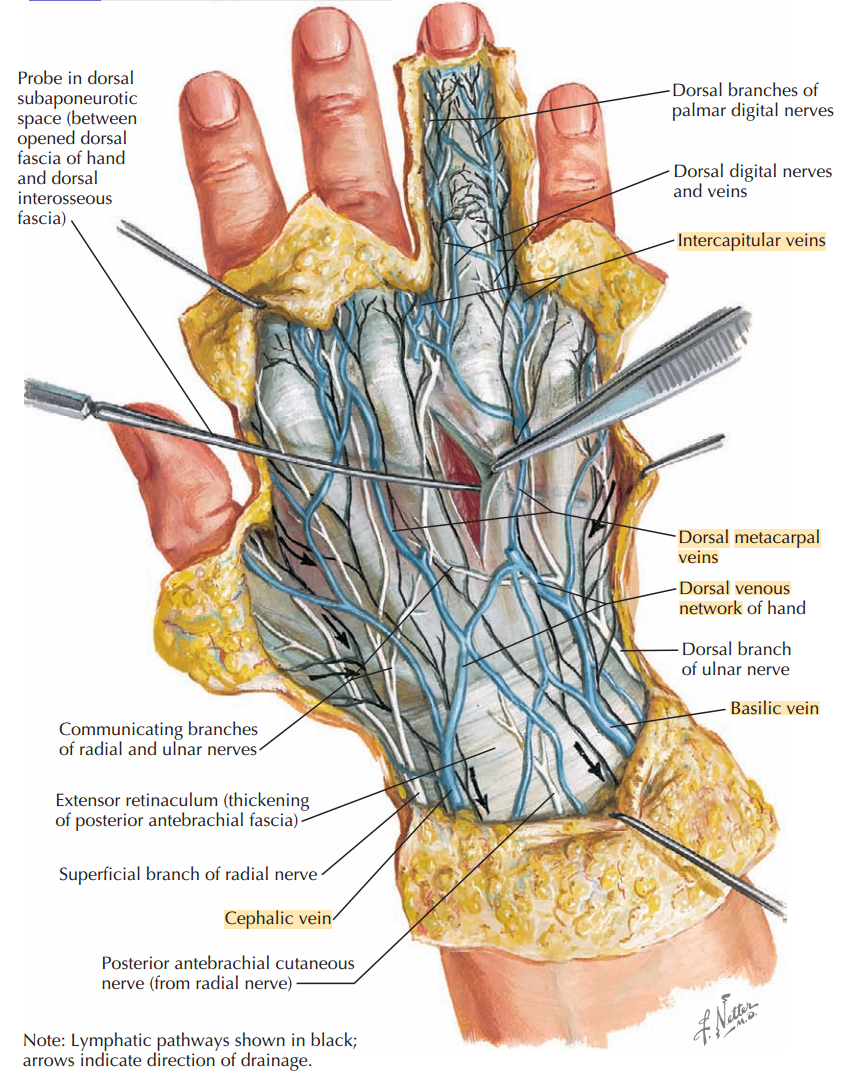 Probe in dorsal
subaponeurotic
space (between
opened dorsal
fascia of hand
and dorsal
interosseous
fascia)
Dorsal branches of
palmar digital nerves
Dorsal digital nerves
and veins
Intercapitular veins
Dorsal metacarpal
veins
Dorsal venous
network of hand
Dorsal branch
of ulnar nerve
Basilic vein
Communicating branches
of radial and ulnar nerves
Extensor retinaculum (thickening
of posterior antebrachial fascia)
Superficial branch of radial nerve
Cephalic vein
Posterior antebrachial cutaneous
nerve (from radial nerve)
Note: Lymphatic pathways shown in black;
arrows indicate direction of drainage.
F. Netter
M.D.